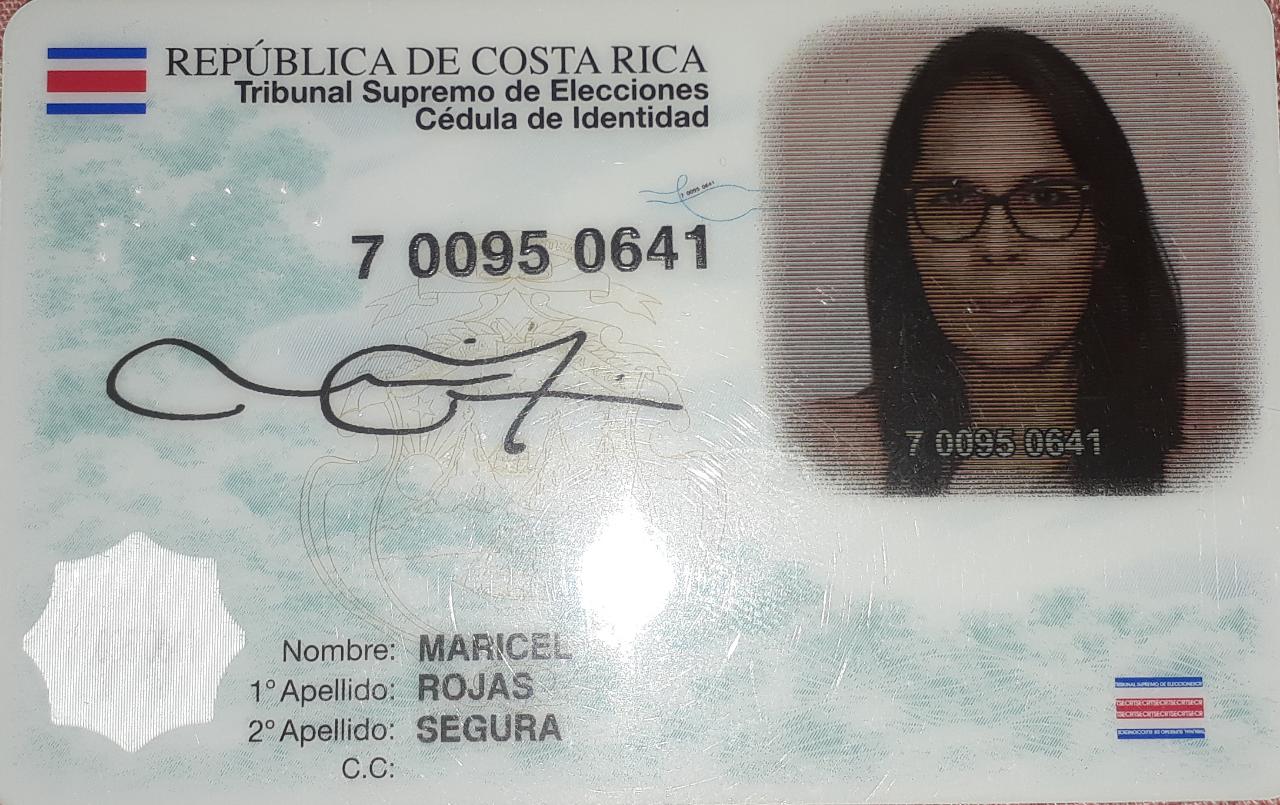 REPÚBLICA DE COSTA RICA
Tribunal Supremo de Elecciones
Cédula de Identidad
7 0095 0641
7 0095 0641
7 0095 0641
Nombre: MARICEL
1° Apellido: ROJAS
2° Apellido: SEGURA
C.C:
TRIBUNAL SUPREMO DE ELECCIONES